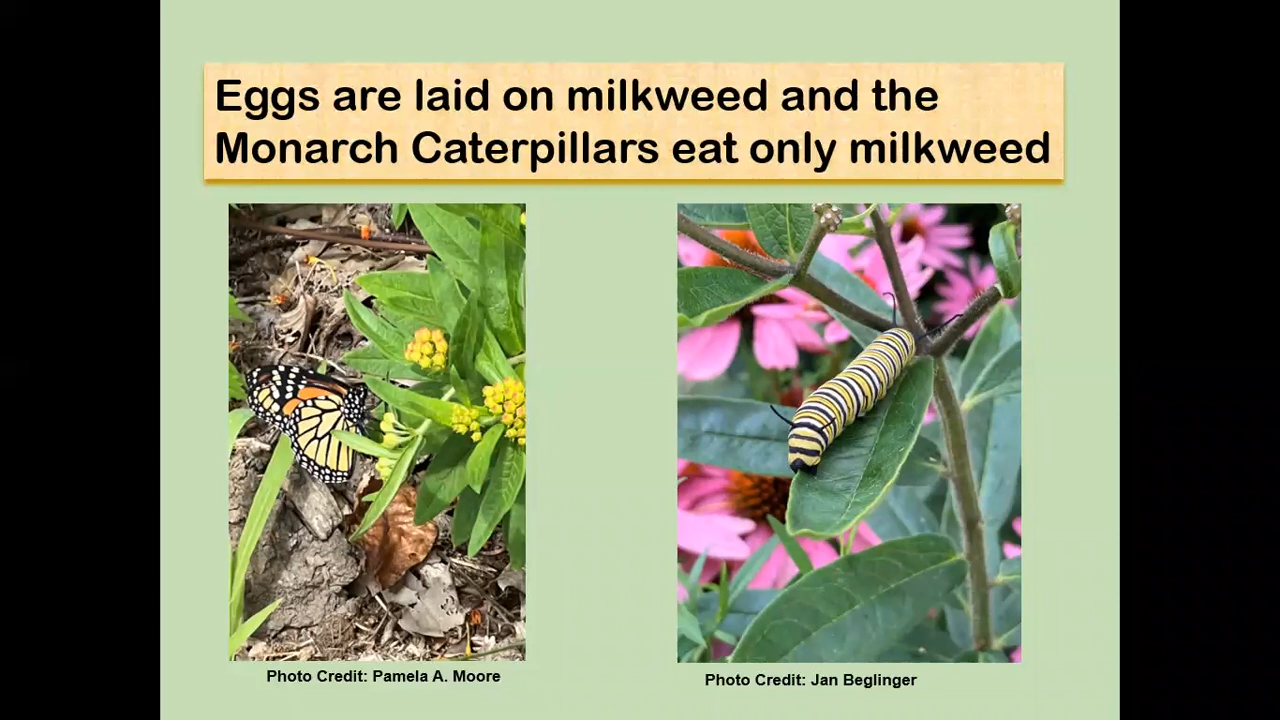 Eggs are laid on milkweed and the
Monarch Caterpillars eat only milkweed
Photo Credit: Pamela A. Moore
Photo Credit: Jan Beglinger